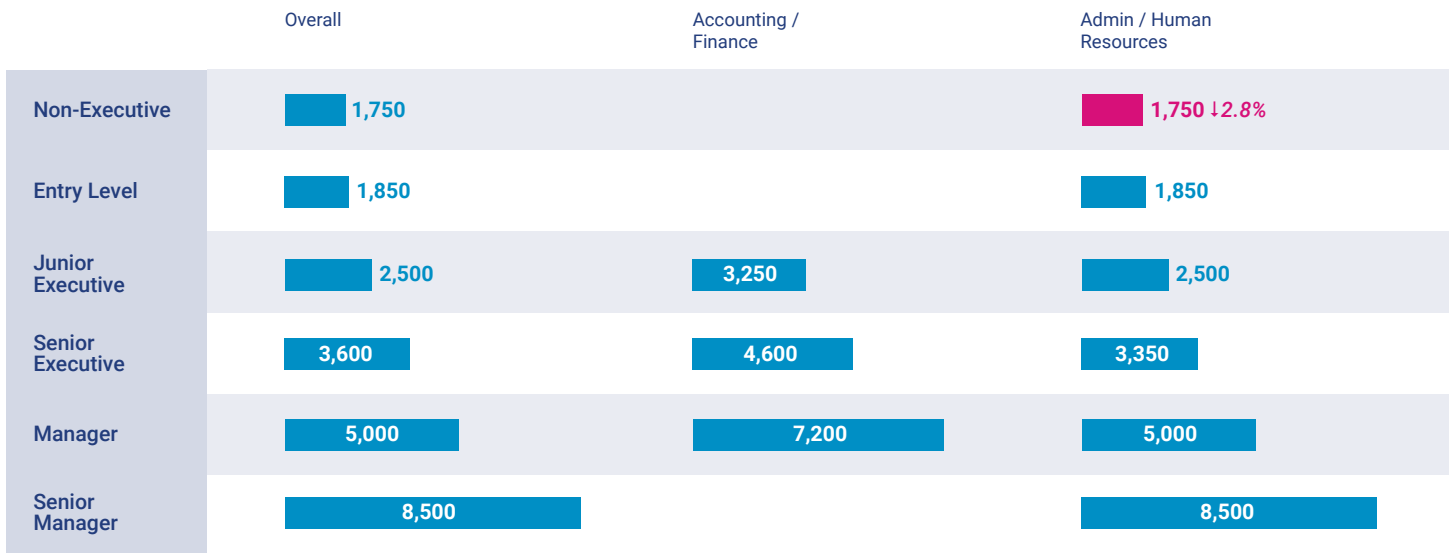 Overall
Accounting /
Finance
Admin / Human
Resources
Non-Executive
1,750
1,750 ↓2.8%
Entry Level
1,850
1,850
Junior
Executive
2,500
3,250
2,500
Senior
Executive
3,600
4,600
3,350
Manager
5,000
7,200
5,000
Senior
Manager
8,500
8,500